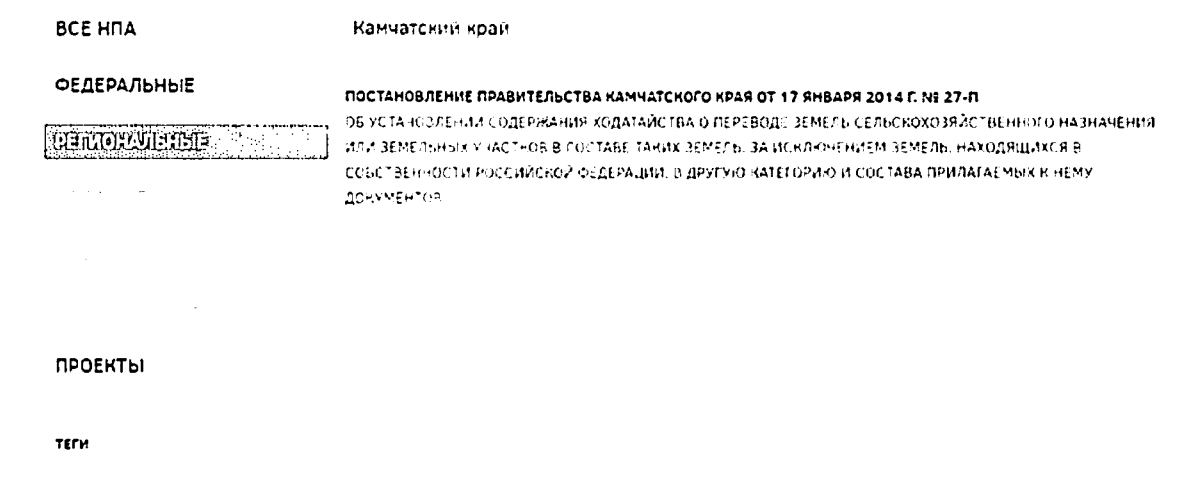 ВСЕ НПА
Камчатский край
ФЕДЕРАЛЬНЫЕ
ПОСТАНОВЛЕНИЕ ПРАВИТЕЛЬСТВА КАМЧАТСКОГО КРАЯ ОТ 17 ЯНВАРЯ 2014 Г. № 27-П
ОБ УСТАНОВЛЕНИИ СОДЕРЖАНИЯ ХОДАТАЙСТВА О ПЕРЕВОДЕ ЗЕМЕЛЬ СЕЛЬСКОХОЗЯЙСТВЕННОГО НАЗНАЧЕНИЯ
РЕГИОНАЛЬНЫЕ
ИЛИ ЗЕМЕЛЬНЫХ УЧАСТКОВ В СОСТАВЕ ТАКИХ ЗЕМЕЛЬ, ЗА ИСКЛЮЧЕНИЕМ ЗЕМЕЛЬ, НАХОДЯЩИХСЯ В
СОБСТВЕННОСТИ РОССИЙСКОЙ ФЕДЕРАЦИИ, В ДРУГУЮ КАТЕГОРИЮ И СОСТАВА ПРИЛАГАЕМЫХ К НЕМУ
ДОКУМЕНТОВ
ПРОЕКТЫ
ТЕГИ